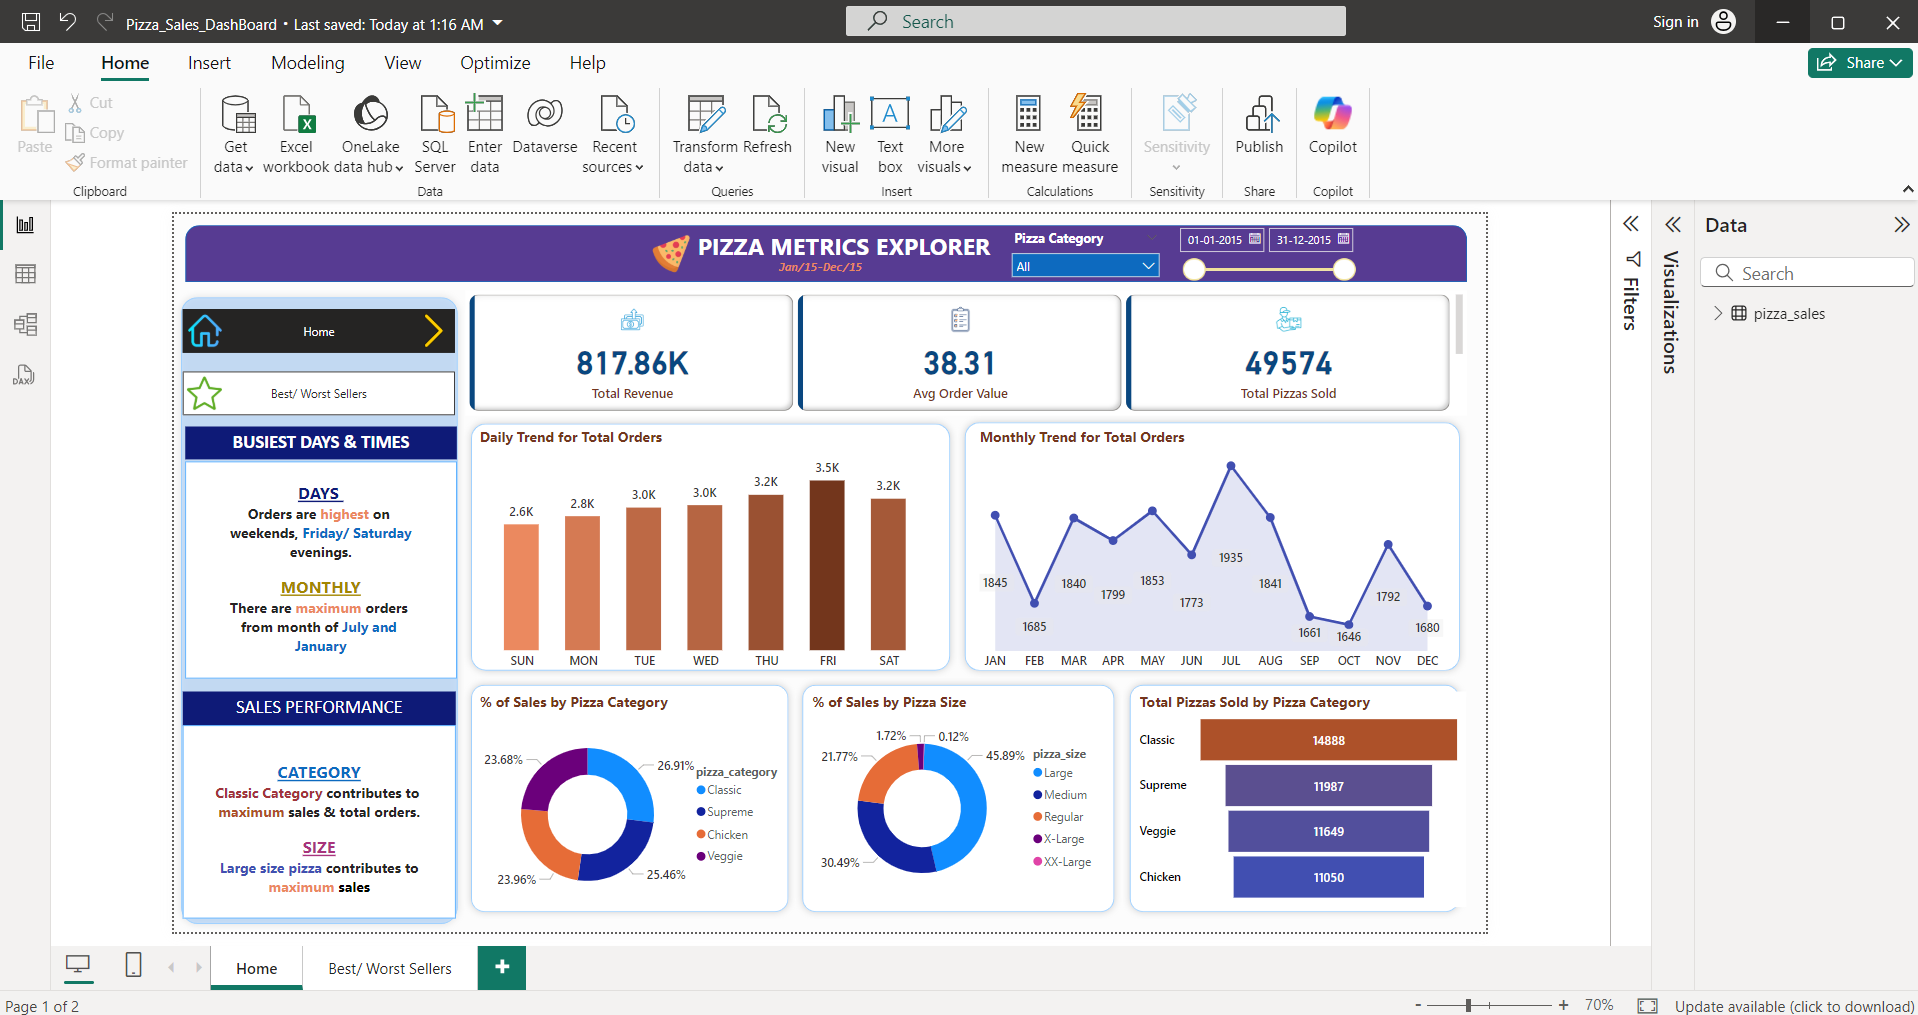 Pizza_Sales_DashBoard • Last saved: Today at 1:16 AM
Search
Sign in
File Home Insert Modeling View Optimize Help
Share
Paste
Cut
Copy
Format painter
Clipboard
Get data
Excel workbook
OneLake data hub
SQL Server
Enter data
Dataverse
Recent sources
Data
Transform data
Refresh
Queries
New visual
Text box
More visuals
Insert
New measure
Quick measure
Calculations
Sensitivity
Sensitivity
Publish
Share
Copilot
Copilot
DAX
PIZZA METRICS EXPLORER
Jan/15-Dec/15
Pizza Category
All
01-01-2015
31-12-2015
Home
Best/ Worst Sellers
BUSIEST DAYS & TIMES
DAYS
Orders are highest on
weekends, Friday/ Saturday
evenings.
MONTHLY
There are maximum orders
from month of July and
January
SALES PERFORMANCE
CATEGORY
Classic Category contributes to
maximum sales & total orders.
SIZE
Large size pizza contributes to
maximum sales
817.86K
Total Revenue
38.31
Avg Order Value
49574
Total Pizzas Sold
Daily Trend for Total Orders
2.6K
2.8K
3.0K
3.0K
3.2K
3.5K
3.2K
SUN MON TUE WED THU FRI SAT
Monthly Trend for Total Orders
1845
1685
1840
1799
1853
1773
1935
1841
1661
1646
1792
1680
JAN FEB MAR APR MAY JUN JUL AUG SEP OCT NOV DEC
% of Sales by Pizza Category
23.68%
26.91%
23.96%
25.46%
pizza_category
Classic
Supreme
Chicken
Veggie
% of Sales by Pizza Size
1.72%
0.12%
21.77%
45.89%
30.49%
pizza_size
Large
Medium
Regular
X-Large
XX-Large
Total Pizzas Sold by Pizza Category
Classic 14888
Supreme 11987
Veggie 11649
Chicken 11050
Filters
Visualizations
Data
Search
pizza_sales
Home
Best/ Worst Sellers
Page 1 of 2
- + 70%
Update available (click to download)